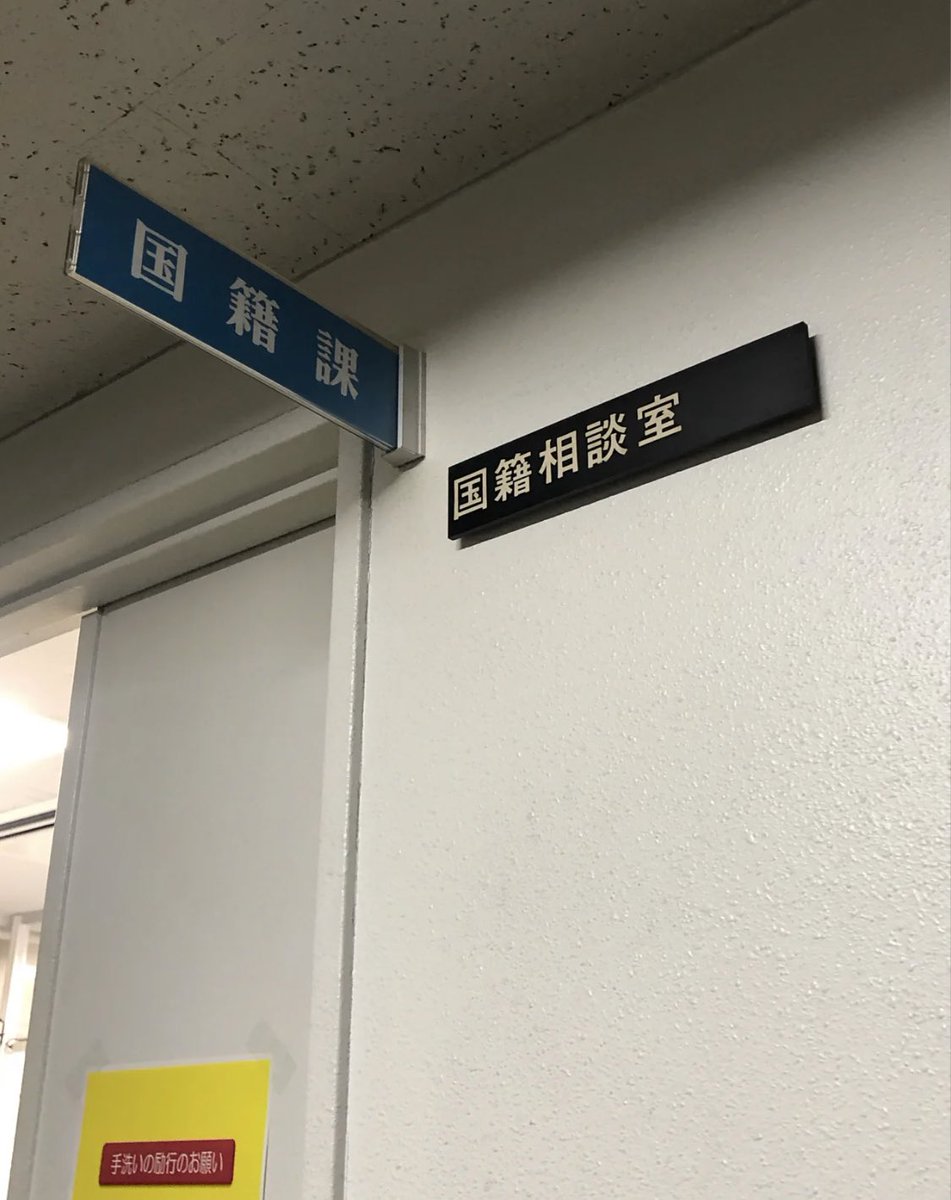 国籍課
国籍相談室
手洗いの励行のお願い